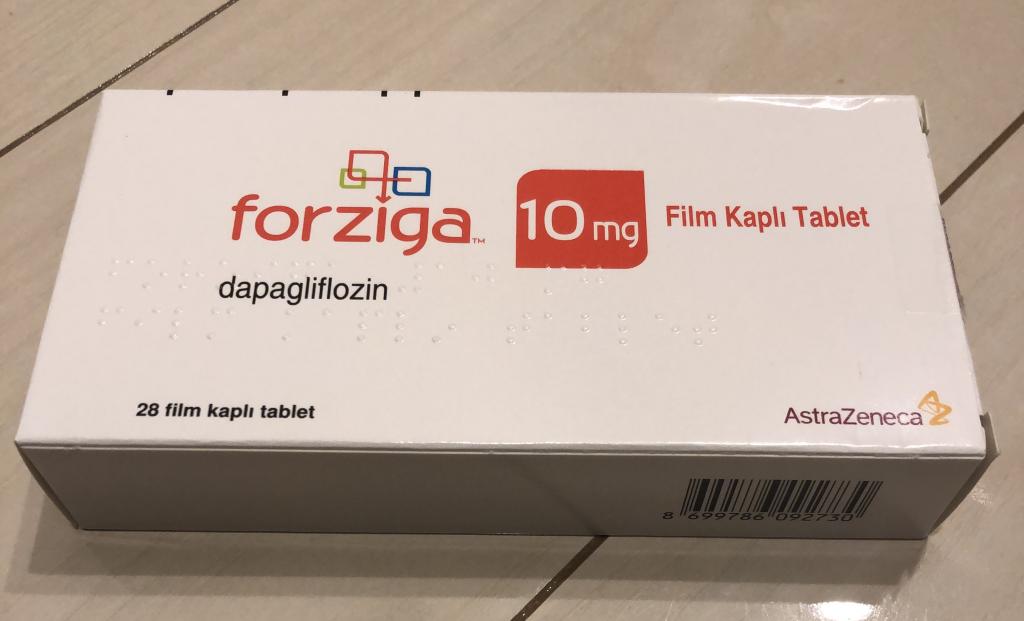 forziga™
10 mg
Film Kaplı Tablet
dapagliflozin
28 film kaplı tablet
AstraZeneca
8 699786 092730